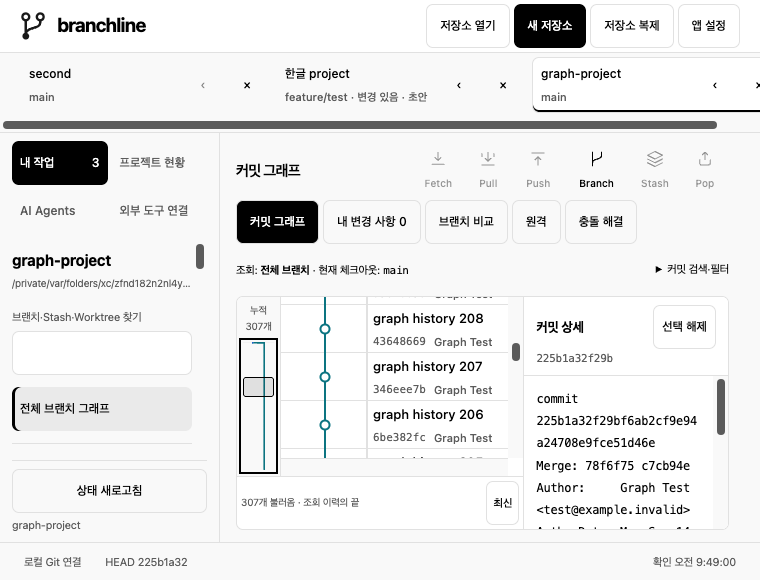 branchline
저장소 열기
새 저장소
저장소 복제
앱 설정
second
main
‹
×
한글 project
feature/test · 변경 있음 · 초안
‹
×
graph-project
main
‹
×
내 작업 3
프로젝트 현황
AI Agents
외부 도구 연결
graph-project
/private/var/folders/xc/zfnd182n2nl4y...
브랜치·Stash·Worktree 찾기
전체 브랜치 그래프
상태 새로고침
graph-project
커밋 그래프
Fetch
Pull
Push
Branch
Stash
Pop
커밋 그래프
내 변경 사항 0
브랜치 비교
원격
충돌 해결
조회: 전체 브랜치 · 현재 체크아웃: main
▶ 커밋 검색·필터
누적
307개
graph history 208
43648669 Graph Test
graph history 207
346eee7b Graph Test
graph history 206
6be382fc Graph Test
307개 불러옴 · 조회 이력의 끝
최신
커밋 상세
선택 해제
225b1a32f29b
commit
225b1a32f29bf6ab2cf9e94
a24708e9fce51d46e
Merge: 78f6f75 c7cb94e
Author: Graph Test
<test@example.invalid>
로컬 Git 연결
HEAD 225b1a32
확인 오전 9:49:00